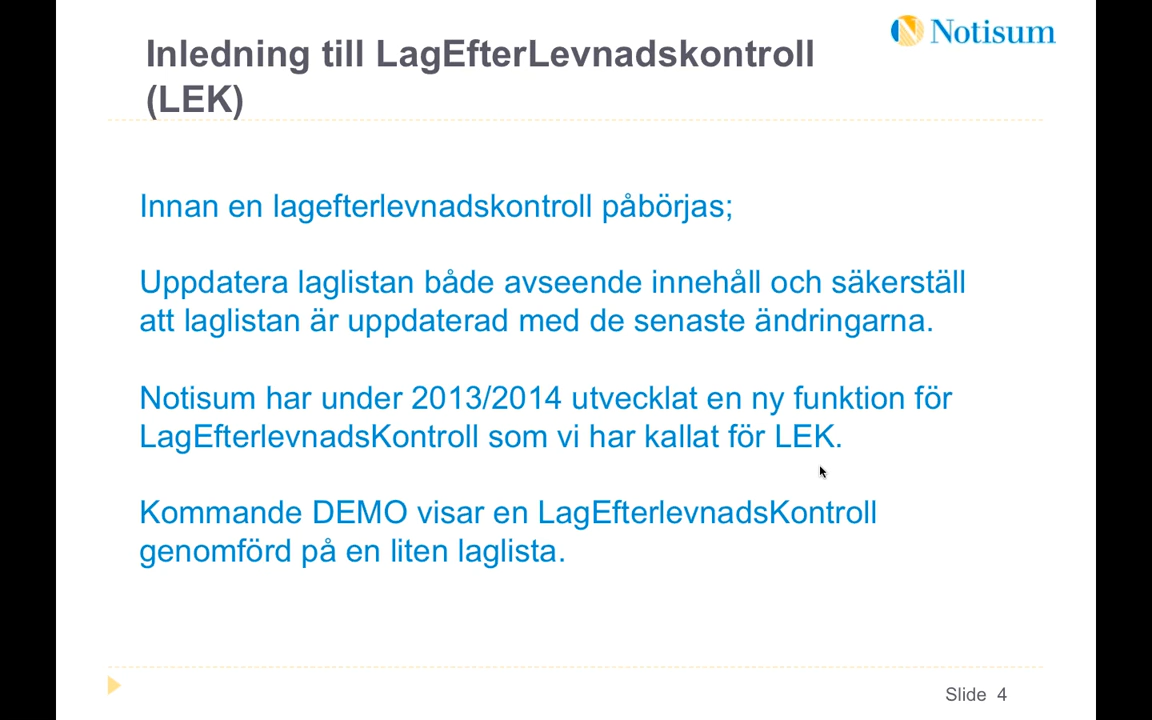 Notisum
Inledning till LagEfterLevnadskontroll
(LEK)
Innan en lagefterlevnadskontroll påbörjas;
Uppdatera laglistan både avseende innehåll och säkerställ
att laglistan är uppdaterad med de senaste ändringarna.
Notisum har under 2013/2014 utvecklat en ny funktion för
LagEfterlevnadsKontroll som vi har kallat för LEK.
Kommande DEMO visar en LagEfterlevnadsKontroll
genomförd på en liten laglista.
Slide 4